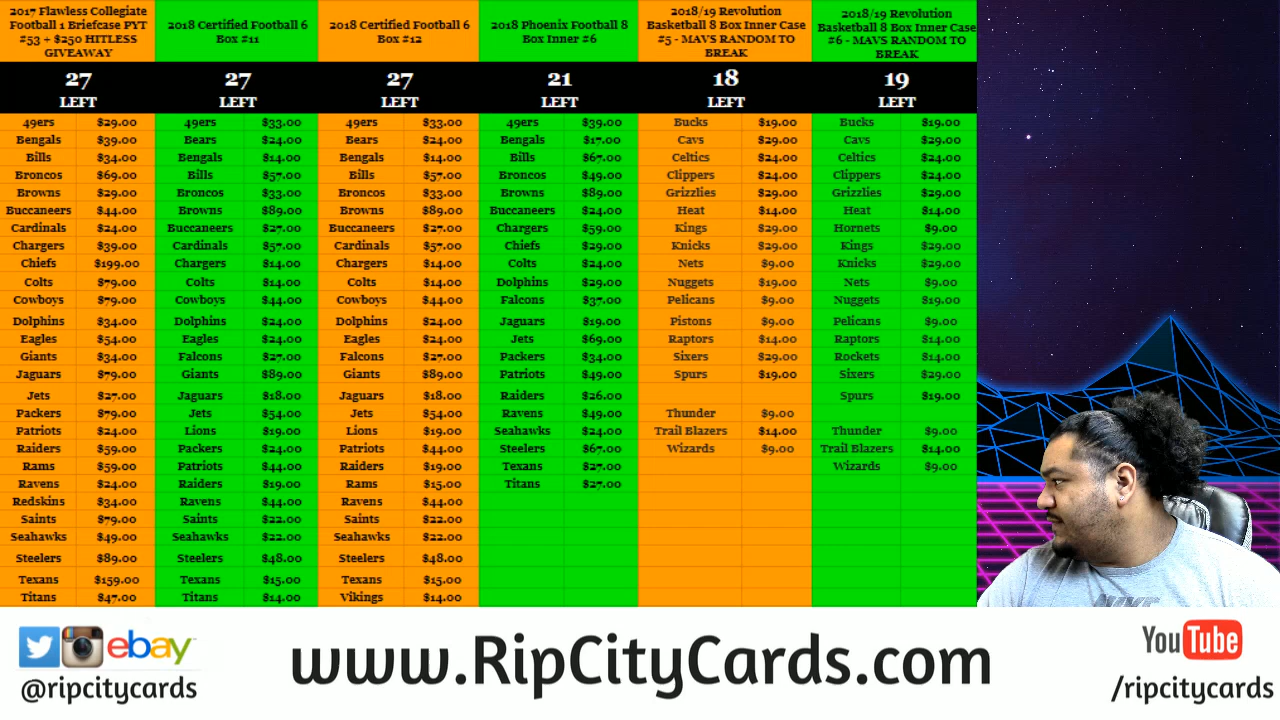 2017 Flawless Collegiate
Football 1 Briefcase PYT
#53 + $250 HITLESS
GIVEAWAY
27
LEFT
49ers $29.00
Bengals $39.00
Bills $34.00
Broncos $69.00
Browns $29.00
Buccaneers $44.00
Cardinals $24.00
Chargers $39.00
Chiefs $199.00
Colts $79.00
Cowboys $79.00
Dolphins $34.00
Eagles $54.00
Giants $34.00
Jaguars $79.00
Jets $27.00
Packers $79.00
Patriots $24.00
Raiders $59.00
Rams $59.00
Ravens $24.00
Redskins $34.00
Saints $79.00
Seahawks $49.00
Steelers $89.00
Texans $159.00
Titans $47.00
2018 Certified Football 6
Box #11
27
LEFT
49ers $33.00
Bears $24.00
Bengals $14.00
Bills $57.00
Broncos $33.00
Browns $89.00
Buccaneers $27.00
Cardinals $57.00
Chargers $14.00
Colts $14.00
Cowboys $44.00
Dolphins $24.00
Eagles $24.00
Falcons $27.00
Giants $89.00
Jaguars $18.00
Jets $54.00
Lions $19.00
Packers $24.00
Patriots $44.00
Raiders $19.00
Ravens $44.00
Saints $22.00
Seahawks $22.00
Steelers $48.00
Texans $15.00
Titans $14.00
2018 Certified Football 6
Box #12
27
LEFT
49ers $33.00
Bears $24.00
Bengals $14.00
Bills $57.00
Broncos $33.00
Browns $89.00
Buccaneers $27.00
Cardinals $57.00
Chargers $14.00
Colts $14.00
Cowboys $44.00
Dolphins $24.00
Eagles $24.00
Falcons $27.00
Giants $89.00
Jaguars $18.00
Jets $54.00
Lions $19.00
Patriots $44.00
Raiders $19.00
Rams $15.00
Ravens $44.00
Saints $22.00
Seahawks $22.00
Steelers $48.00
Texans $15.00
Vikings $14.00
2018 Phoenix Football 8
Box Inner #6
21
LEFT
49ers $39.00
Bengals $17.00
Bills $67.00
Broncos $49.00
Browns $89.00
Buccaneers $24.00
Chargers $59.00
Chiefs $29.00
Colts $24.00
Dolphins $29.00
Falcons $37.00
Jaguars $19.00
Jets $69.00
Packers $34.00
Patriots $49.00
Raiders $26.00
Ravens $49.00
Seahawks $24.00
Steelers $67.00
Texans $27.00
Titans $27.00
2018/19 Revolution
Basketball 8 Box Inner Case
#5 - MAVS RANDOM TO
BREAK
18
LEFT
Bucks $19.00
Cavs $29.00
Celtics $24.00
Clippers $24.00
Grizzlies $29.00
Heat $14.00
Kings $29.00
Knicks $29.00
Nets $9.00
Nuggets $19.00
Pelicans $9.00
Pistons $9.00
Raptors $14.00
Sixers $29.00
Spurs $19.00
Thunder $9.00
Trail Blazers $14.00
Wizards $9.00
2018/19 Revolution
Basketball 8 Box Inner Case
#6 - MAVS RANDOM TO
BREAK
19
LEFT
Bucks $19.00
Cavs $29.00
Celtics $24.00
Clippers $24.00
Grizzlies $29.00
Heat $14.00
Hornets $9.00
Kings $29.00
Knicks $29.00
Nets $9.00
Nuggets $19.00
Pelicans $9.00
Raptors $14.00
Rockets $14.00
Sixers $29.00
Spurs $19.00
Thunder $9.00
Trail Blazers $14.00
Wizards $9.00
ebay
@ripcitycards
www.RipCityCards.com
YouTube
/ripcitycards